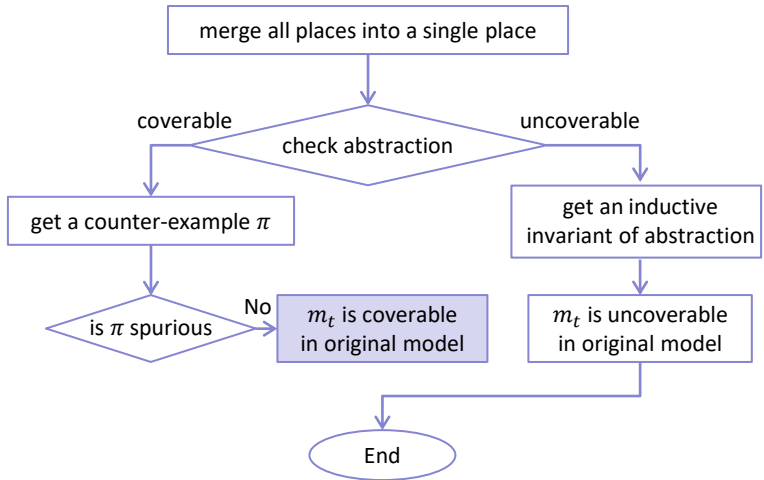 merge all places into a single place
coverable
uncoverable
check abstraction
get a counter-example π
get an inductive
invariant of abstraction
is π spurious
No
m_t is coverable
in original model
m_t is uncoverable
in original model
End